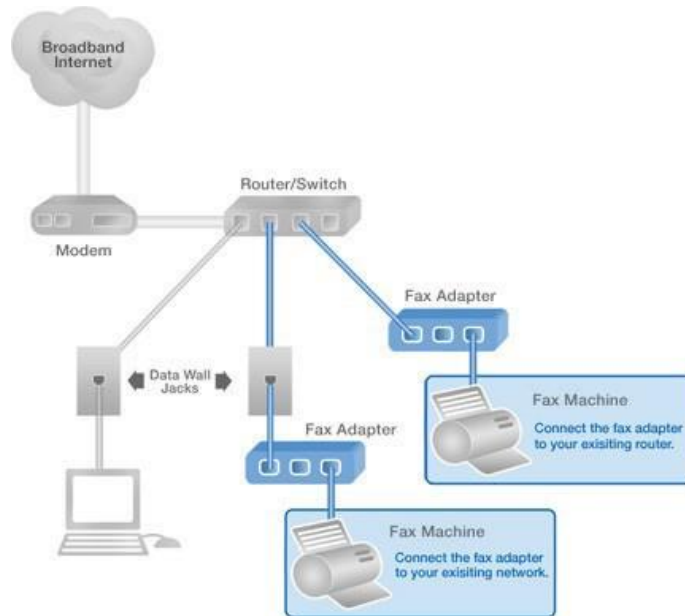 Broadband
Internet
Router/Switch
Modem
Fax Adapter
Data Wall
Jacks
Fax Machine
Connect the fax adapter
to your exisiting router.
Fax Adapter
Fax Machine
Connect the fax adapter
to your exisiting network.